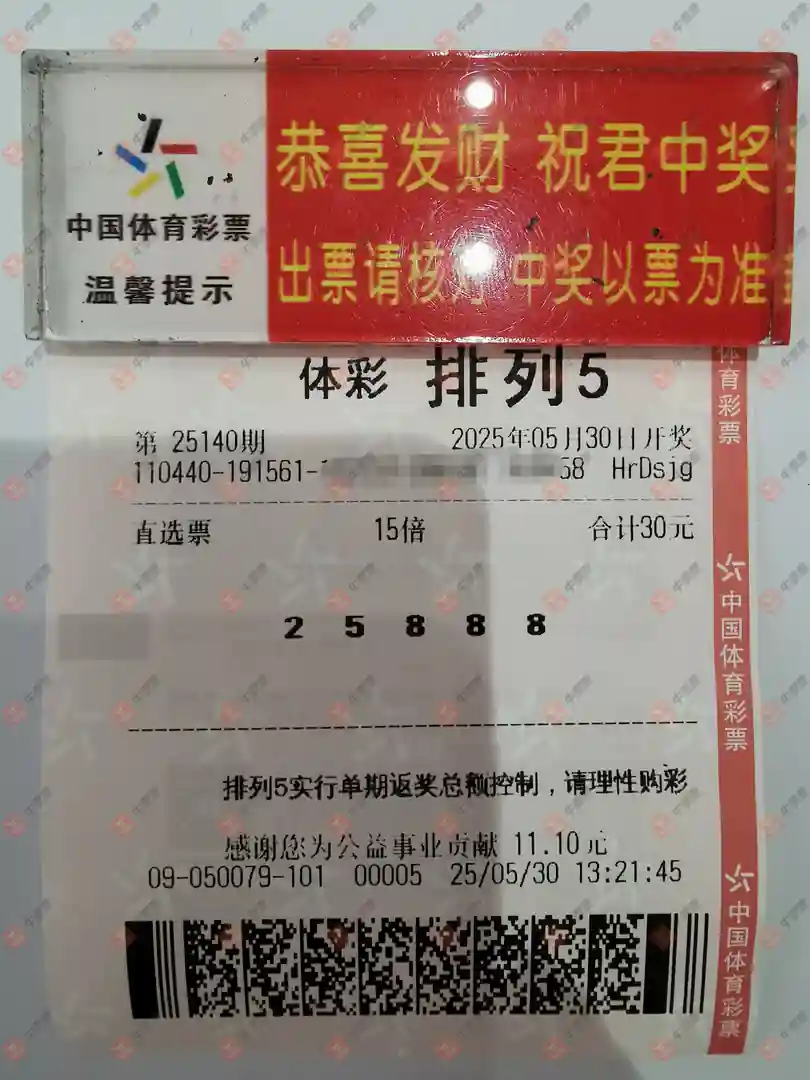 中国体育彩票
温馨提示
恭喜发财 祝君中奖
出票请核对 中奖以票为准
体彩 排列5
第 25140期 2025年05月30日开奖
110440-191561- 58 HrDsjg
直选票 15倍 合计30元
2 5 8 8 8
排列5实行单期返奖总额控制，请理性购彩
感谢您为公益事业贡献 11.10元
09-050079-101 00005 25/05/30 13:21:45
体育彩票
中国体育彩票
中国体育彩票